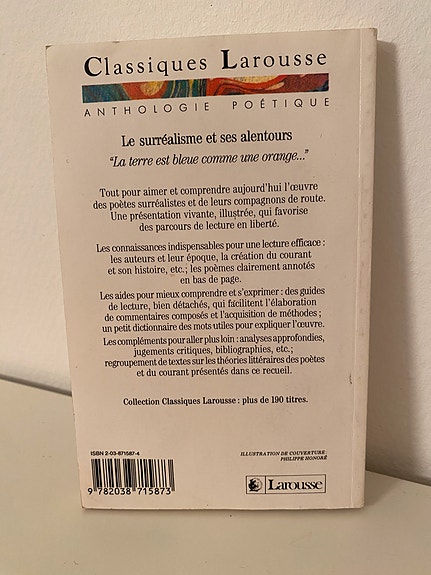 Classiques Larousse
ANTHOLOGIE POÉTIQUE
Le surréalisme et ses alentours
“La terre est bleue comme une orange...”
Tout pour aimer et comprendre aujourd'hui l'œuvre
des poètes surréalistes et de leurs compagnons de route.
Une présentation vivante, illustrée, qui favorise
des parcours de lecture en liberté.
Les connaissances indispensables pour une lecture efficace :
les auteurs et leur époque, la création du courant
et son histoire, etc.; les poèmes clairement annotés
en bas de page.
Les aides pour mieux comprendre et s'exprimer : des guides
de lecture, bien détachés, qui facilitent l'élaboration
de commentaires composés et l'acquisition de méthodes ;
un petit dictionnaire des mots utiles pour expliquer l'œuvre.
Les compléments pour aller plus loin : analyses approfondies,
jugements critiques, bibliographies, etc.;
regroupement de textes sur les théories littéraires des poètes
et du courant présentés dans ce recueil.
Collection Classiques Larousse : plus de 190 titres.
ISBN 2-03-871587-4
9 782038 715873
ILLUSTRATION DE COUVERTURE :
PHILIPPE HONORÉ
Larousse